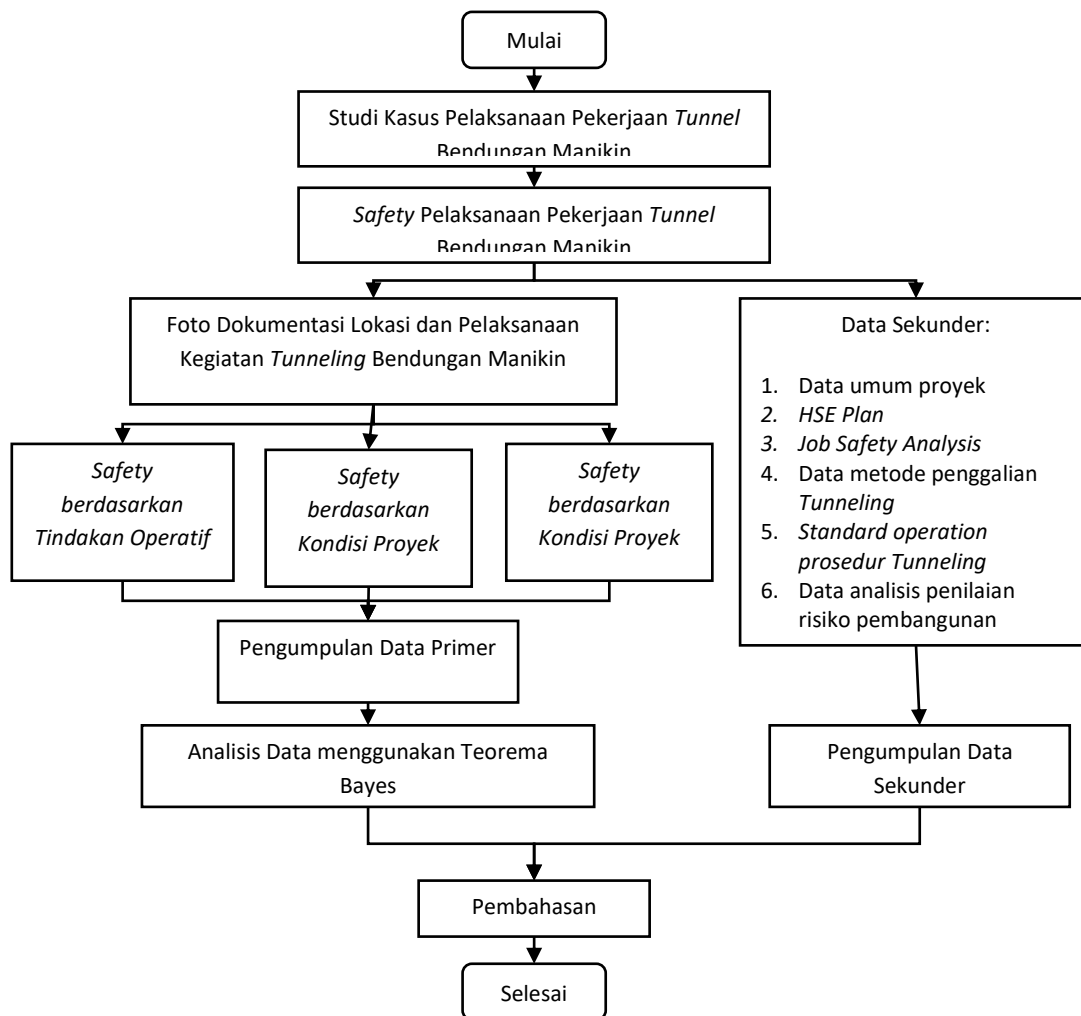 Mulai
Studi Kasus Pelaksanaan Pekerjaan Tunnel
Bendungan Manikin
Safety Pelaksanaan Pekerjaan Tunnel
Bendungan Manikin
Foto Dokumentasi Lokasi dan Pelaksanaan
Kegiatan Tunneling Bendungan Manikin
Safety
berdasarkan
Tindakan Operatif
Safety
berdasarkan
Kondisi Proyek
Safety
berdasarkan
Kondisi Proyek
Data Sekunder:
1. Data umum proyek
2. HSE Plan
3. Job Safety Analysis
4. Data metode penggalian
Tunneling
5. Standard operation
prosedur Tunneling
6. Data analisis penilaian
risiko pembangunan
Pengumpulan Data Primer
Analisis Data menggunakan Teorema
Bayes
Pengumpulan Data
Sekunder
Pembahasan
Selesai